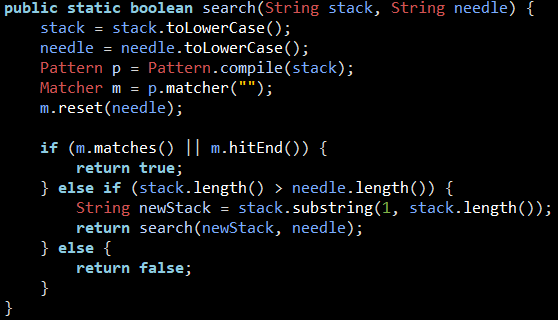 public static boolean search(String stack, String needle) {
    stack = stack.toLowerCase();
    needle = needle.toLowerCase();
    Pattern p = Pattern.compile(stack);
    Matcher m = p.matcher("");
    m.reset(needle);

    if (m.matches() || m.hitEnd()) {
        return true;
    } else if (stack.length() > needle.length()) {
        String newStack = stack.substring(1, stack.length());
        return search(newStack, needle);
    } else {
        return false;
    }
}